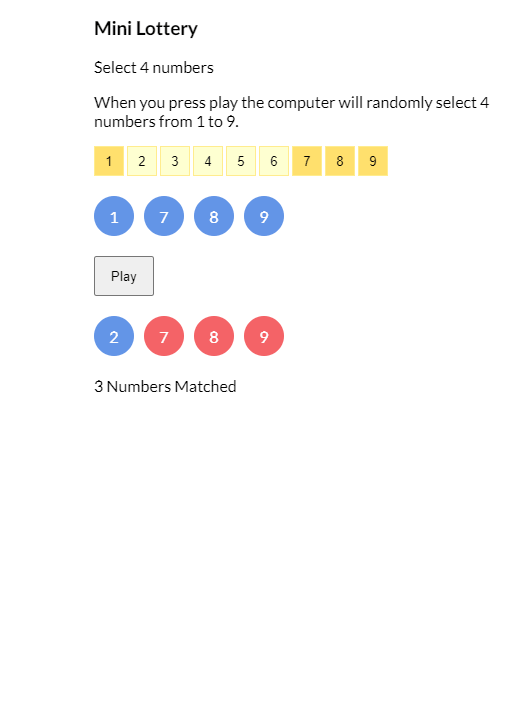 Mini Lottery
Select 4 numbers
When you press play the computer will randomly select 4
numbers from 1 to 9.
1 2 3 4 5 6 7 8 9
1 7 8 9
Play
2 7 8 9
3 Numbers Matched